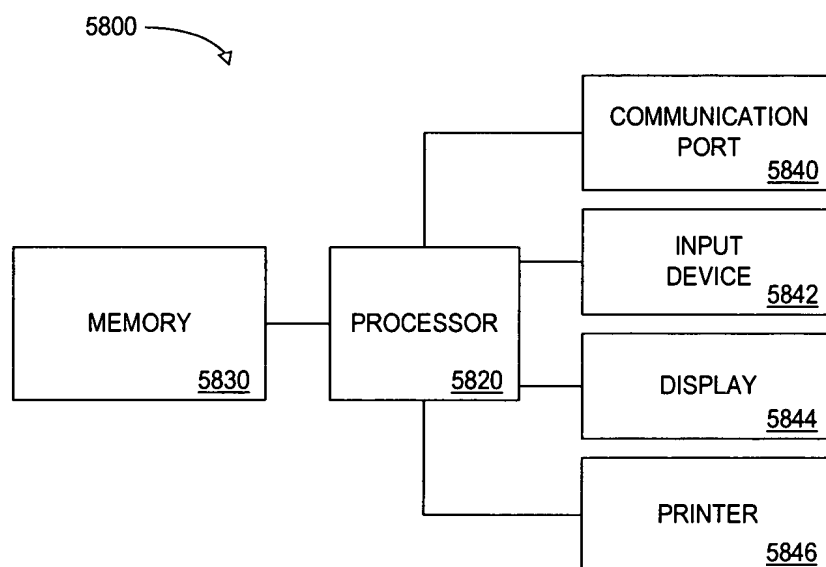 5800
COMMUNICATION
PORT
5840
INPUT
DEVICE
5842
MEMORY
5830
PROCESSOR
5820
DISPLAY
5844
PRINTER
5846